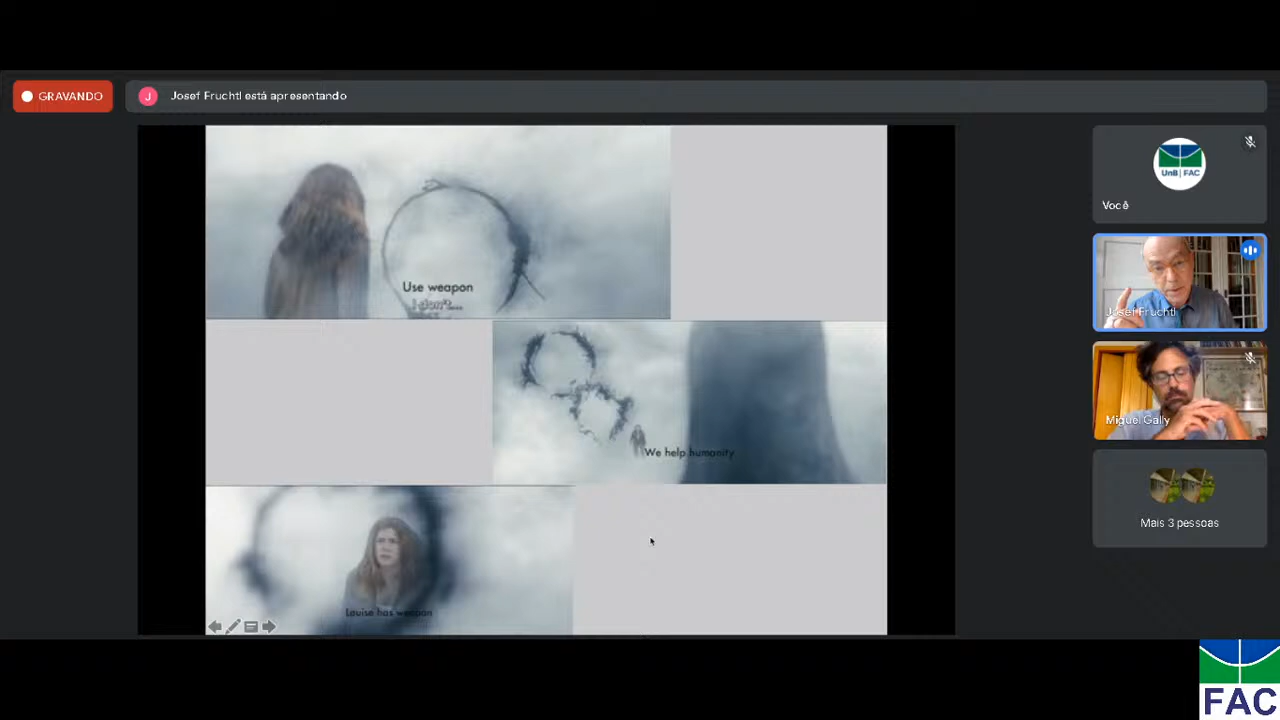 GRAVANDO
J
Josef Fruchtl está apresentando
UnB | FAC
Você
Use weapon
I don't...
Josef Fruchtl
We help humanity
Miguel Gally
Mais 3 pessoas
Louise has weapon
FAC